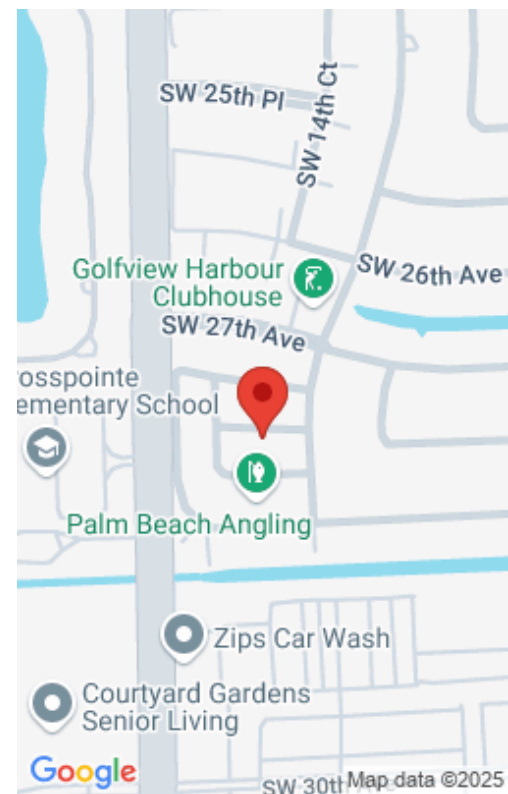 SW 25th Pl
SW 14th Ct
Golfview Harbour
Clubhouse
SW 26th Ave
SW 27th Ave
rosspointe
ementary School
Palm Beach Angling
Zips Car Wash
Courtyard Gardens
Senior Living
Google
SW 30th
Map data ©2025